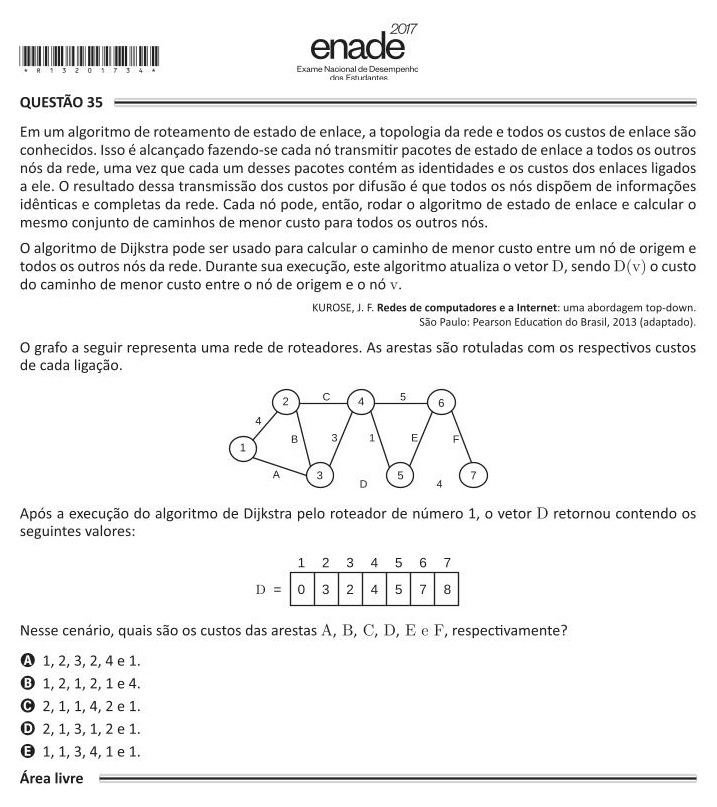 2017
enade
Exame Nacional de Desempenho
dos Estudantes
* R 1 3 2 0 1 7 3 4 *
QUESTÃO 35
Em um algoritmo de roteamento de estado de enlace, a topologia da rede e todos os custos de enlace são
conhecidos. Isso é alcançado fazendo-se cada nó transmitir pacotes de estado de enlace a todos os outros
nós da rede, uma vez que cada um desses pacotes contém as identidades e os custos dos enlaces ligados
a ele. O resultado dessa transmissão dos custos por difusão é que todos os nós dispõem de informações
idênticas e completas da rede. Cada nó pode, então, rodar o algoritmo de estado de enlace e calcular o
mesmo conjunto de caminhos de menor custo para todos os outros nós.
O algoritmo de Dijkstra pode ser usado para calcular o caminho de menor custo entre um nó de origem e
todos os outros nós da rede. Durante sua execução, este algoritmo atualiza o vetor D, sendo D(v) o custo
do caminho de menor custo entre o nó de origem e o nó v.
KUROSE, J. F. Redes de computadores e a Internet: uma abordagem top-down.
São Paulo: Pearson Education do Brasil, 2013 (adaptado).
O grafo a seguir representa uma rede de roteadores. As arestas são rotuladas com os respectivos custos
de cada ligação.
2 C 4 5 6
4
1 B 3 1 E F
A 3 D 5 4 7
Após a execução do algoritmo de Dijkstra pelo roteador de número 1, o vetor D retornou contendo os
seguintes valores:
1 2 3 4 5 6 7
D = 0 3 2 4 5 7 8
Nesse cenário, quais são os custos das arestas A, B, C, D, E e F, respectivamente?
A 1, 2, 3, 2, 4 e 1.
B 1, 2, 1, 2, 1 e 4.
C 2, 1, 1, 4, 2 e 1.
D 2, 1, 3, 1, 2 e 1.
E 1, 1, 3, 4, 1 e 1.
Área livre